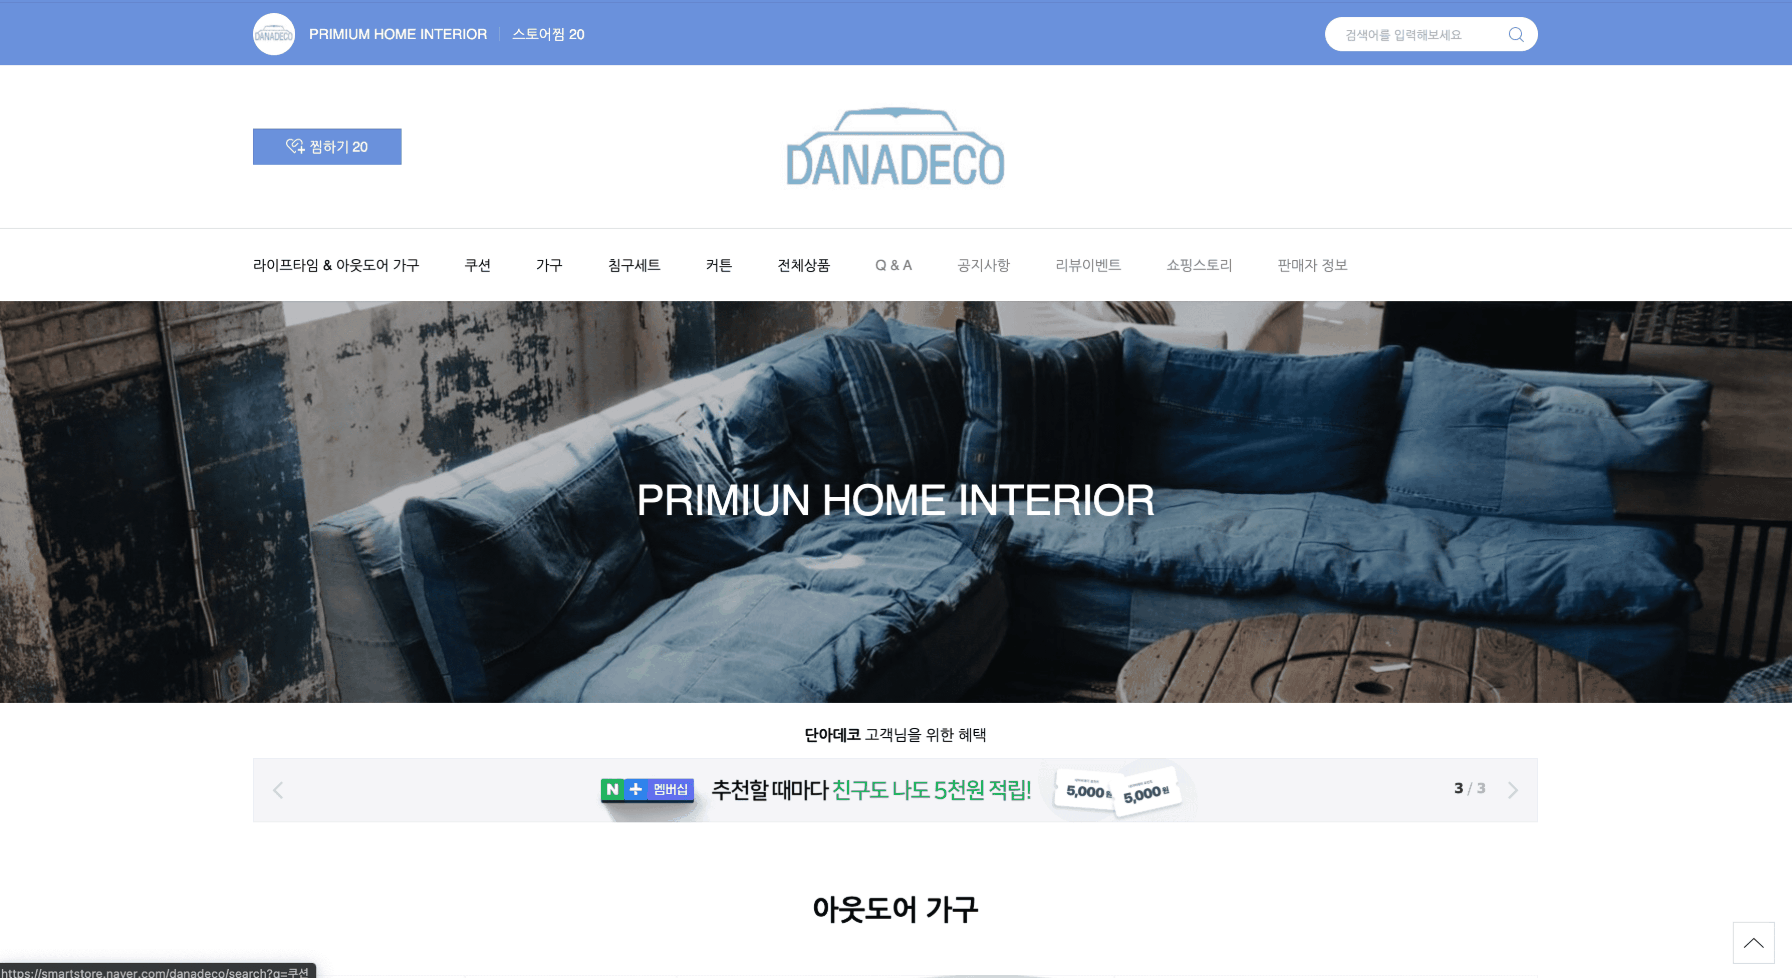 DANADECO PRIMIUM HOME INTERIOR 스토어찜 20 검색어를 입력해보세요
찜하기 20
DANADECO
라이프타임 & 아웃도어 가구 쿠션 가구 침구세트 커튼 전체상품 Q & A 공지사항 리뷰이벤트 쇼핑스토리 판매자 정보
PRIMIUN HOME INTERIOR
단아데코 고객님을 위한 혜택
N + 멤버십 추천할 때마다 친구도 나도 5천원 적립! 5,000원 5,000원 3 / 3
아웃도어 가구
https://smartstore.naver.com/danadeco/search?q=쿠션